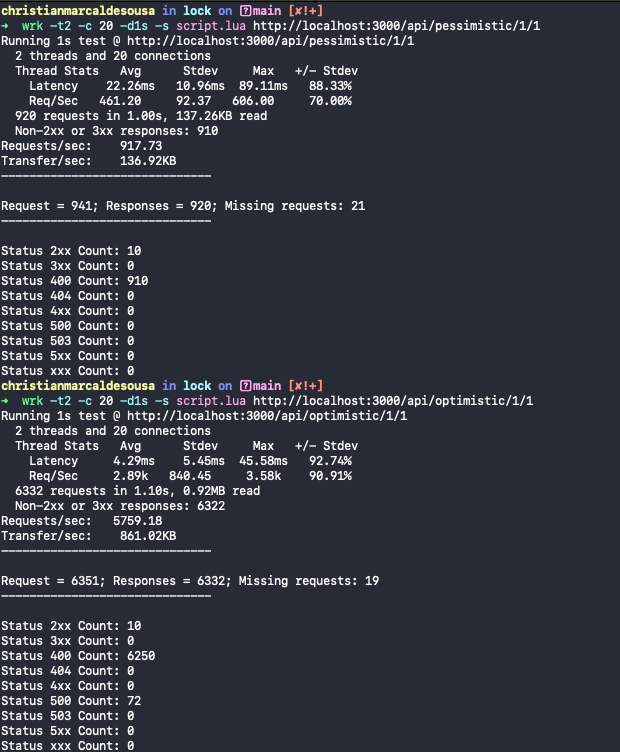 christianmarcaldesousa in lock on ?main [✘!+]
➜ wrk -t2 -c 20 -d1s -s script.lua http://localhost:3000/api/pessimistic/1/1
Running 1s test @ http://localhost:3000/api/pessimistic/1/1
2 threads and 20 connections
Thread Stats Avg Stdev Max +/- Stdev
Latency 22.26ms 10.96ms 89.11ms 88.33%
Req/Sec 461.20 92.37 606.00 70.00%
920 requests in 1.00s, 137.26KB read
Non-2xx or 3xx responses: 910
Requests/sec: 917.73
Transfer/sec: 136.92KB
------------------------------
Request = 941; Responses = 920; Missing requests: 21
------------------------------
Status 2xx Count: 10
Status 3xx Count: 0
Status 400 Count: 910
Status 404 Count: 0
Status 4xx Count: 0
Status 500 Count: 0
Status 503 Count: 0
Status 5xx Count: 0
Status xxx Count: 0
christianmarcaldesousa in lock on ?main [✘!+]
➜ wrk -t2 -c 20 -d1s -s script.lua http://localhost:3000/api/optimistic/1/1
Running 1s test @ http://localhost:3000/api/optimistic/1/1
2 threads and 20 connections
Thread Stats Avg Stdev Max +/- Stdev
Latency 4.29ms 5.45ms 45.58ms 92.74%
Req/Sec 2.89k 840.45 3.58k 90.91%
6332 requests in 1.10s, 0.92MB read
Non-2xx or 3xx responses: 6322
Requests/sec: 5759.18
Transfer/sec: 861.02KB
------------------------------
Request = 6351; Responses = 6332; Missing requests: 19
------------------------------
Status 2xx Count: 10
Status 3xx Count: 0
Status 400 Count: 6250
Status 404 Count: 0
Status 4xx Count: 0
Status 500 Count: 72
Status 503 Count: 0
Status 5xx Count: 0
Status xxx Count: 0